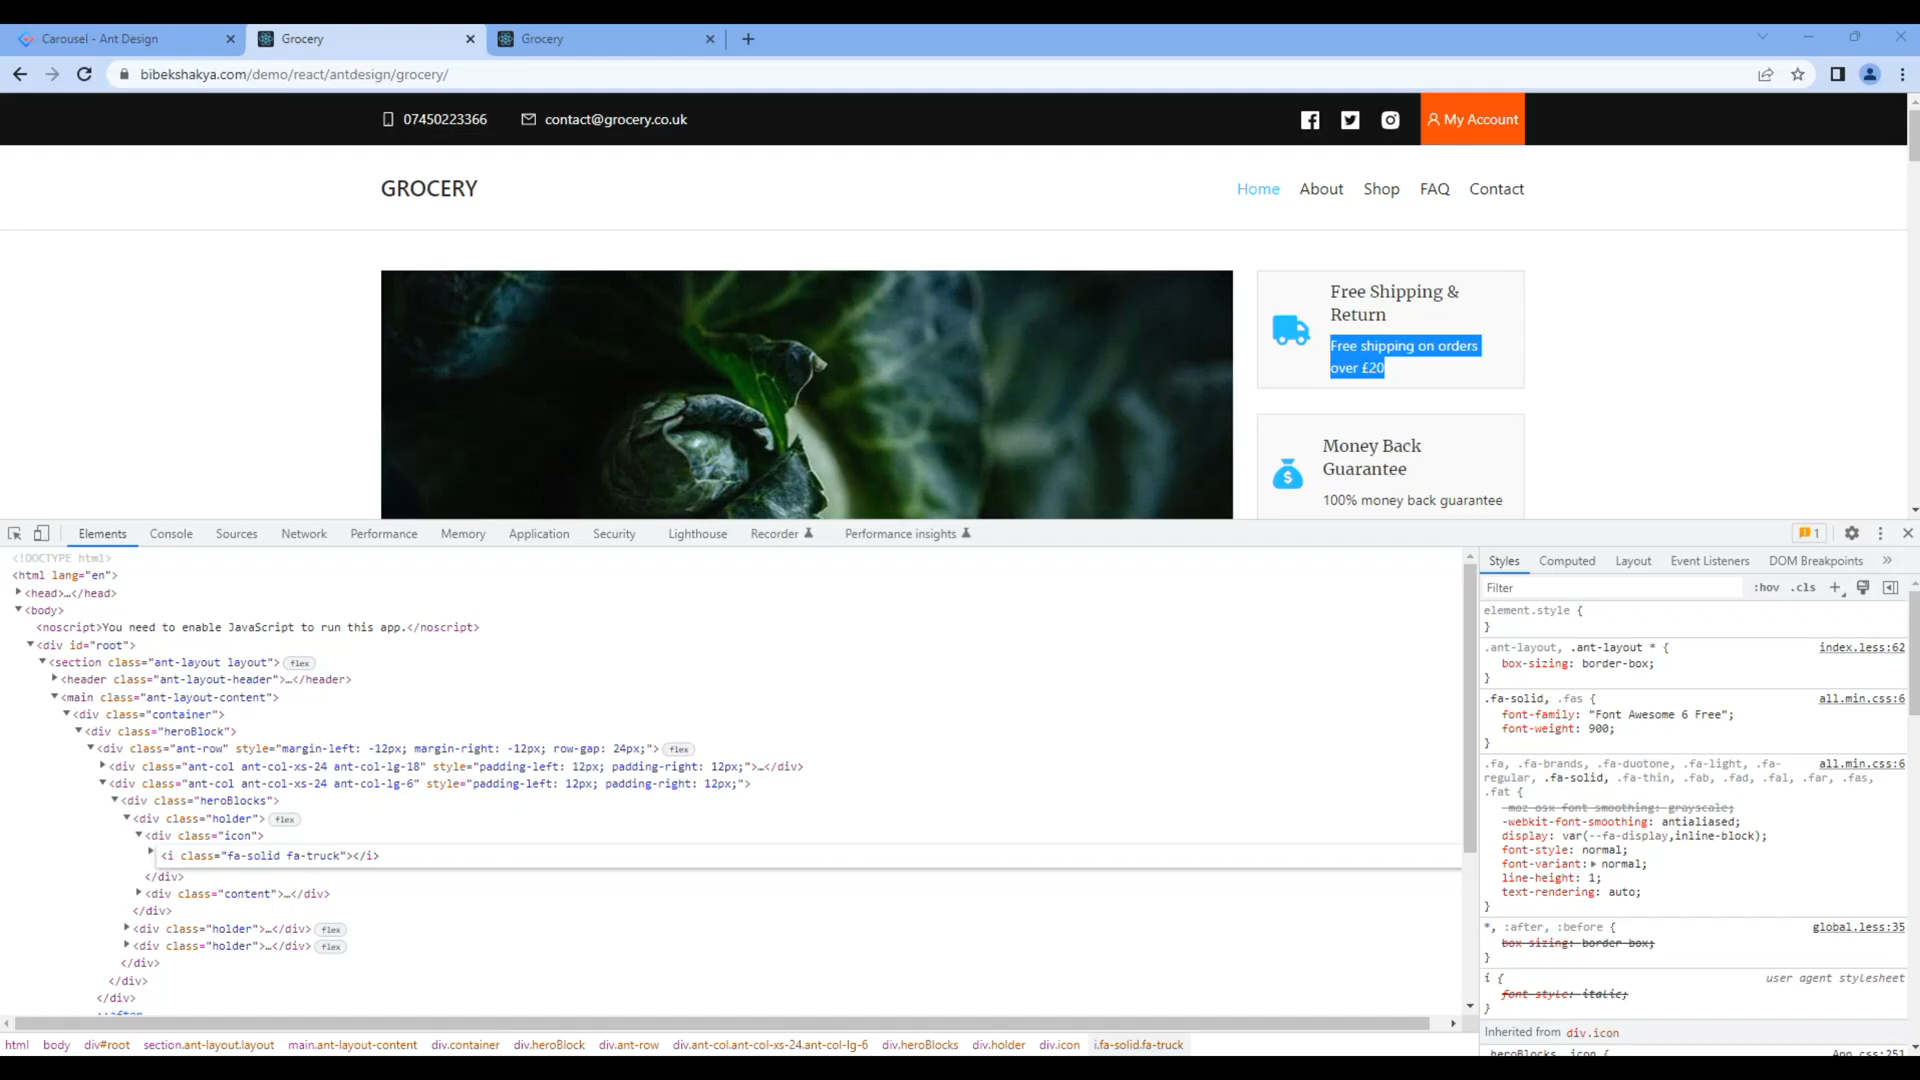 Carousel - Ant Design
Grocery
Grocery
bibekshakya.com/demo/react/antdesign/grocery/
07450223366
contact@grocery.co.uk
My Account
GROCERY
Home
About
Shop
FAQ
Contact
Free Shipping &
Return
Free shipping on orders
over £20
Money Back
Guarantee
100% money back guarantee
Elements
Console
Sources
Network
Performance
Memory
Application
Security
Lighthouse
Recorder
Performance insights
1
<!DOCTYPE html>
<html lang="en">
<head>…</head>
<body>
<noscript>You need to enable JavaScript to run this app.</noscript>
<div id="root">
<section class="ant-layout layout"> flex
<header class="ant-layout-header">…</header>
<main class="ant-layout-content">
<div class="container">
<div class="heroBlock">
<div class="ant-row" style="margin-left: -12px; margin-right: -12px; row-gap: 24px;"> flex
<div class="ant-col ant-col-xs-24 ant-col-lg-18" style="padding-left: 12px; padding-right: 12px;">…</div>
<div class="ant-col ant-col-xs-24 ant-col-lg-6" style="padding-left: 12px; padding-right: 12px;">
<div class="heroBlocks">
<div class="holder"> flex
<div class="icon">
<i class="fa-solid fa-truck"></i>
</div>
<div class="content">…</div>
</div>
<div class="holder">…</div> flex
<div class="holder">…</div> flex
</div>
</div>
</div>
::after
html
body
div#root
section.ant-layout.layout
main.ant-layout-content
div.container
div.heroBlock
div.ant-row
div.ant-col.ant-col-xs-24.ant-col-lg-6
div.heroBlocks
div.holder
div.icon
i.fa-solid.fa-truck
Styles
Computed
Layout
Event Listeners
DOM Breakpoints
Filter
:hov
.cls
element.style {
}
.ant-layout, .ant-layout * {
index.less:62
box-sizing: border-box;
}
.fa-solid, .fas {
all.min.css:6
font-family: "Font Awesome 6 Free";
font-weight: 900;
}
.fa, .fa-brands, .fa-duotone, .fa-light, .fa-
all.min.css:6
regular, .fa-solid, .fa-thin, .fab, .fad, .fal, .far, .fas,
.fat {
-moz-osx-font-smoothing: grayscale;
-webkit-font-smoothing: antialiased;
display: var(--fa-display,inline-block);
font-style: normal;
font-variant: normal;
line-height: 1;
text-rendering: auto;
}
*, :after, :before {
global.less:35
box-sizing: border-box;
}
i {
user agent stylesheet
font-style: italic;
}
Inherited from div.icon
.heroBlocks .icon {
App.css:251